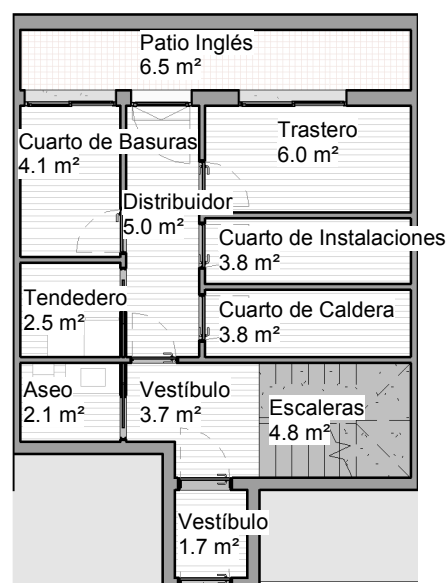 Patio Inglés
6.5 m²
Cuarto de Basuras
4.1 m²
Trastero
6.0 m²
Distribuidor
5.0 m²
Cuarto de Instalaciones
3.8 m²
Tendedero
2.5 m²
Cuarto de Caldera
3.8 m²
Aseo
2.1 m²
Vestíbulo
3.7 m²
Escaleras
4.8 m²
Vestíbulo
1.7 m²